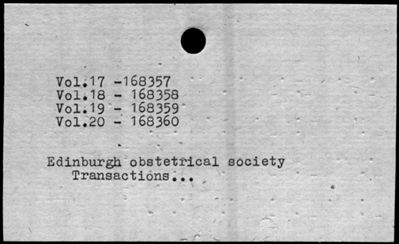 Vol.17 -168357
Vol.18 - 168358
Vol.19 - 168359
Vol.20 - 168360
Edinburgh obstetrical society
Transactions...